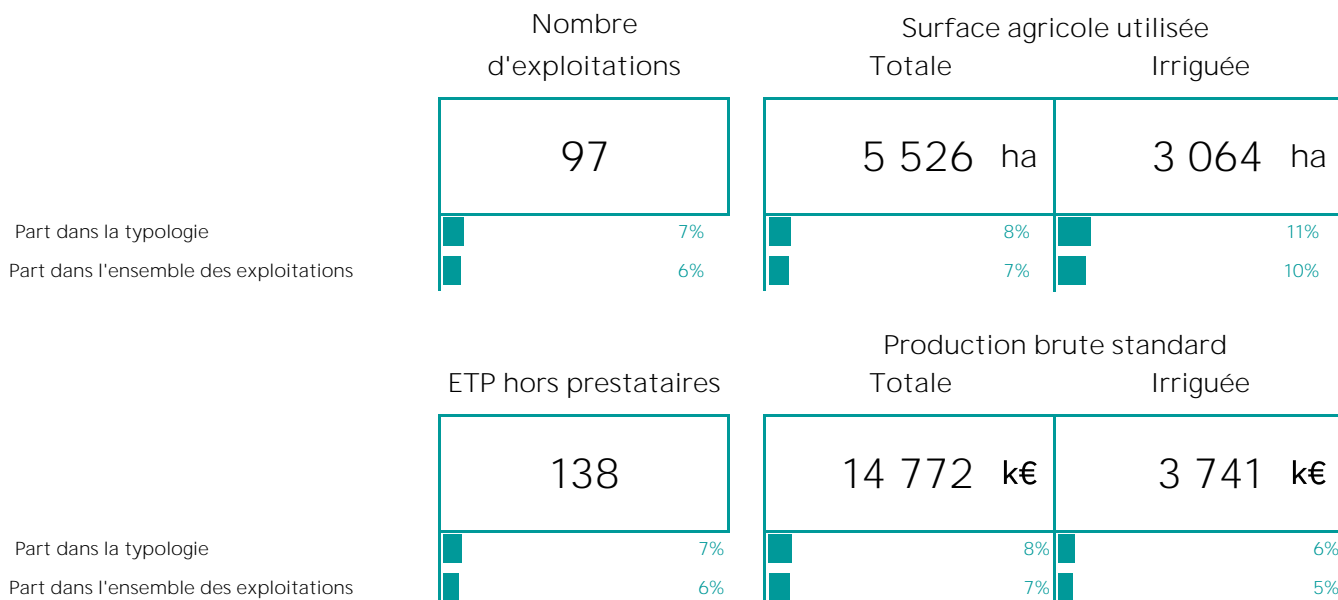 Nombre
d'exploitations
Surface agricole utilisée
Totale Irriguée
97 5 526 ha 3 064 ha
Part dans la typologie 7% 8% 11%
Part dans l'ensemble des exploitations 6% 7% 10%
Production brute standard
ETP hors prestataires Totale Irriguée
138 14 772 k€ 3 741 k€
Part dans la typologie 7% 8% 6%
Part dans l'ensemble des exploitations 6% 7% 5%